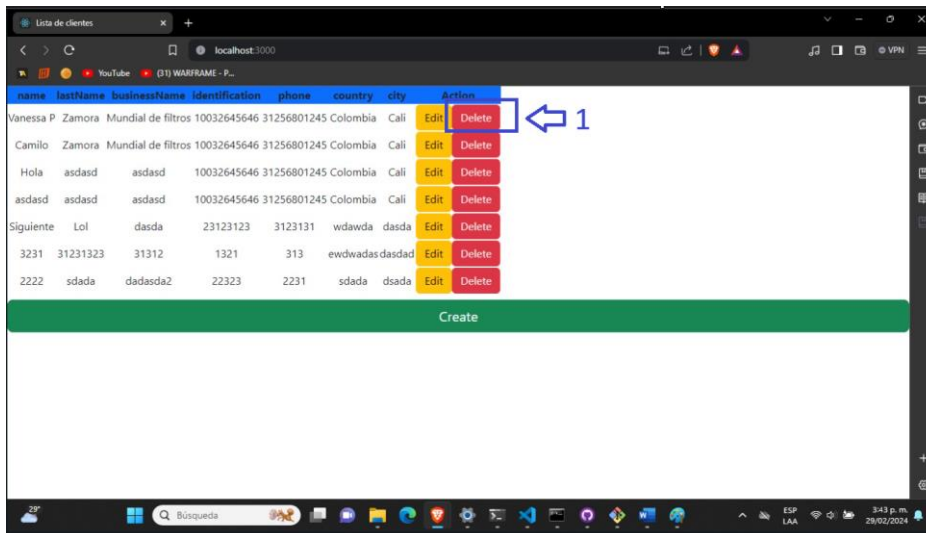 Lista de clientes
localhost:3000
VPN
YouTube (31) WARFRAME - P...
name lastName businessName identification phone country city Action
Vanessa P Zamora Mundial de filtros 10032645646 31256801245 Colombia Cali Edit Delete
1
Camilo Zamora Mundial de filtros 10032645646 31256801245 Colombia Cali Edit Delete
Hola asdasd asdasd 10032645646 31256801245 Colombia Cali Edit Delete
asdasd asdasd asdasd 10032645646 31256801245 Colombia Cali Edit Delete
Siguiente Lol dasda 23123123 3123131 wdawda dasda Edit Delete
3231 31231323 31312 1321 313 ewdwadas dasdad Edit Delete
2222 sdada dadasda2 22323 2231 sdada dsada Edit Delete
Create
29°
Búsqueda
ESP
LAA
3:43 p. m.
29/02/2024